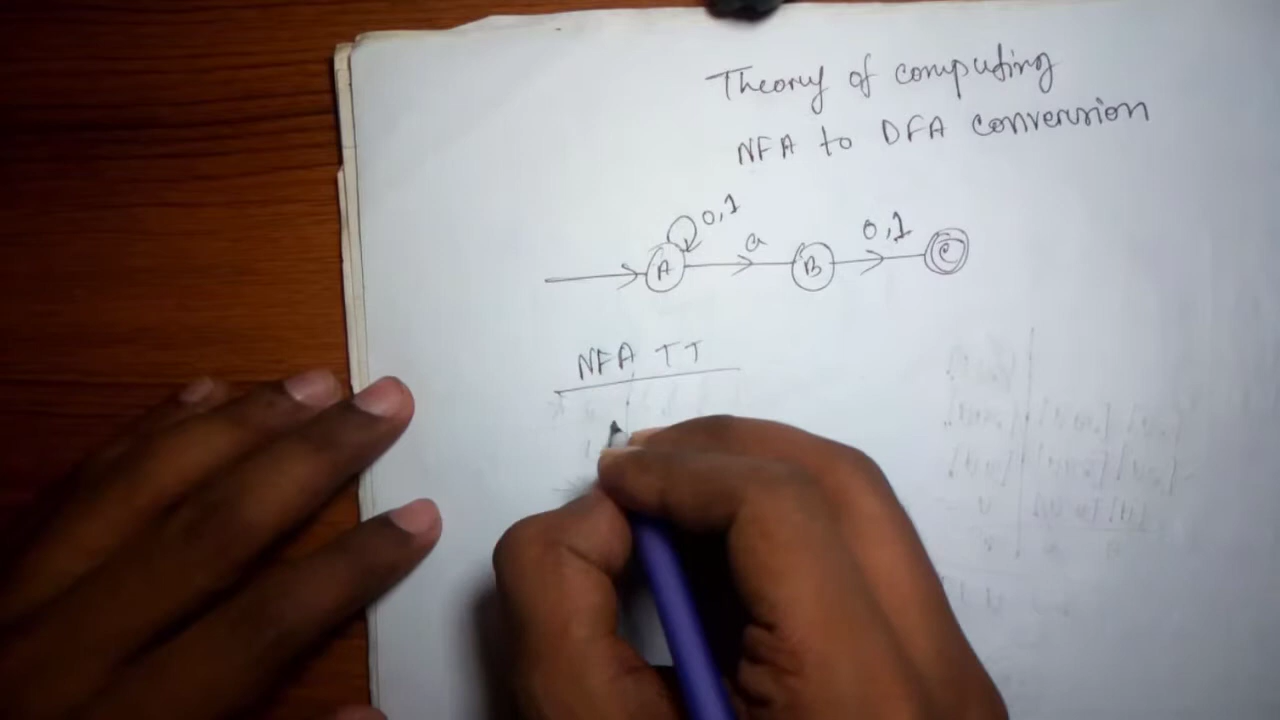 Theory of computing
NFA to DFA conversion
0,1
a
0,1
A
B
C
NFA TT